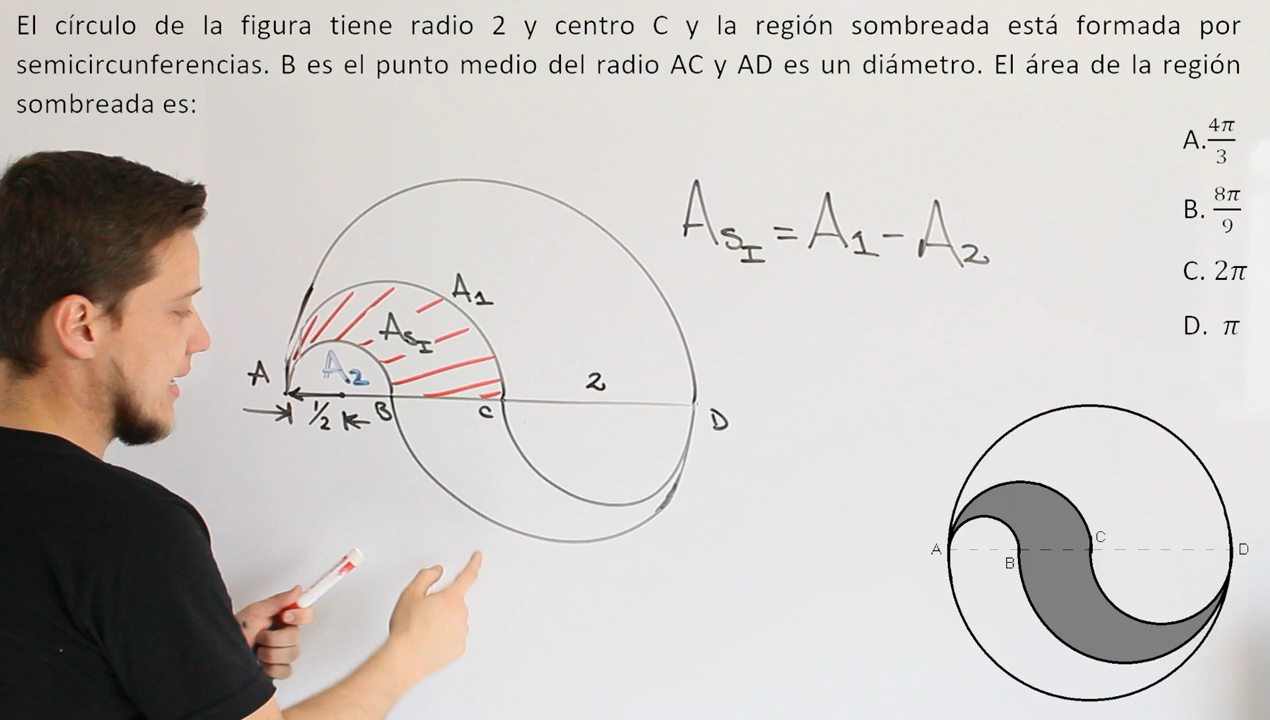 El círculo de la figura tiene radio 2 y centro C y la región sombreada está formada por
semicircunferencias. B es el punto medio del radio AC y AD es un diámetro. El área de la región
sombreada es:
A. 4π/3
B. 8π/9
C. 2π
D. π
A_{S_I} = A_1 - A_2
A_1
A_{S_I}
A_2
2
A
1/2
B
C
D
A
B
C
D